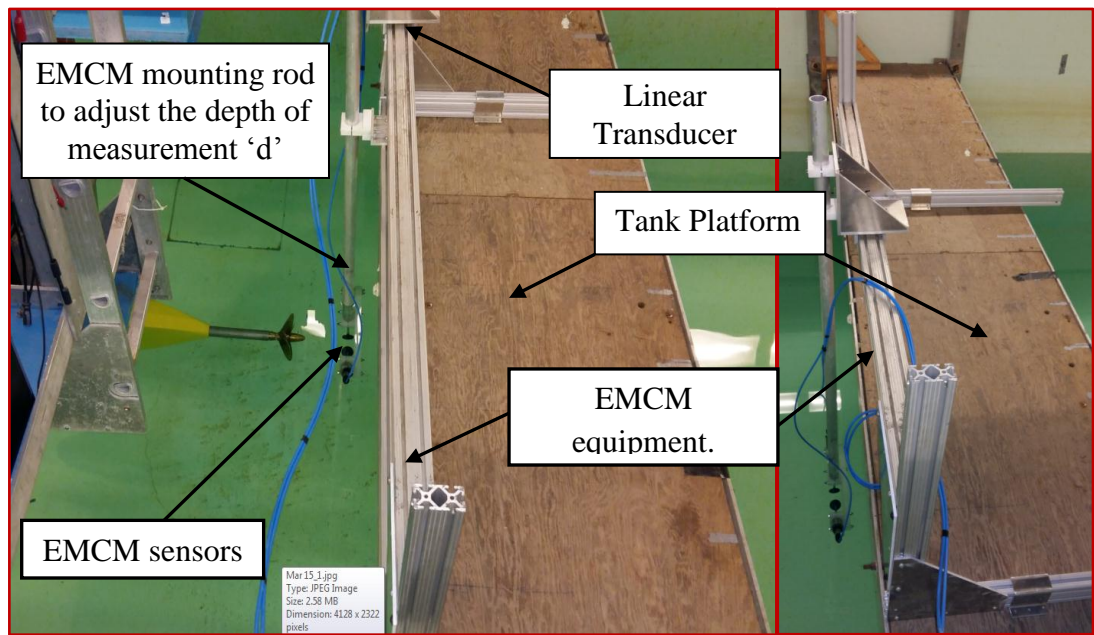 EMCM mounting rod
to adjust the depth of
measurement ‘d’
Linear
Transducer
Tank Platform
EMCM
equipment.
EMCM sensors
Mar 15_1.jpg
Type: JPEG Image
Size: 2.58 MB
Dimension: 4128 x 2322
pixels